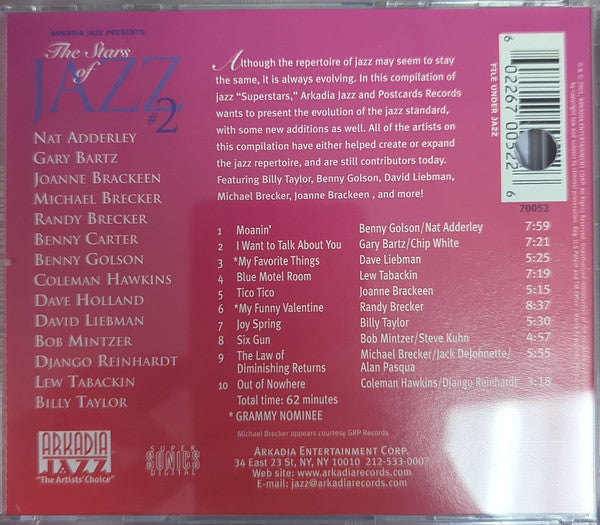 ARKADIA JAZZ PRESENTS:
The Stars
of
JAZZ
#2
NAT ADDERLEY
GARY BARTZ
JOANNE BRACKEEN
MICHAEL BRECKER
RANDY BRECKER
BENNY CARTER
BENNY GOLSON
COLEMAN HAWKINS
DAVE HOLLAND
DAVID LIEBMAN
BOB MINTZER
DJANGO REINHARDT
LEW TABACKIN
BILLY TAYLOR
Although the repertoire of jazz may seem to stay
the same, it is always evolving. In this compilation of
jazz “Superstars,” Arkadia Jazz and Postcards Records
wants to present the evolution of the jazz standard,
with some new additions as well. All of the artists on
this compilation have either helped create or expand
the jazz repertoire, and are still contributors today.
Featuring Billy Taylor, Benny Golson, David Liebman,
Michael Brecker, Joanne Brackeen , and more!
1 Moanin’ Benny Golson/Nat Adderley 7:59
2 I Want to Talk About You Gary Bartz/Chip White 7:21
3 *My Favorite Things Dave Liebman 5:25
4 Blue Motel Room Lew Tabackin 7:19
5 Tico Tico Joanne Brackeen 5:15
6 *My Funny Valentine Randy Brecker 8:37
7 Joy Spring Billy Taylor 5:30
8 Six Gun Bob Mintzer/Steve Kuhn 4:57
9 The Law of Michael Brecker/Jack DeJohnette/ 5:55
Diminishing Returns Alan Pasqua
10 Out of Nowhere Coleman Hawkins/Django Reinhardt 3:18
Total time: 62 minutes
* GRAMMY NOMINEE
Michael Brecker appears courtesy GRP Records
ARKADIA ENTERTAINMENT CORP.
34 East 23 St, NY, NY 10010 212-533-0007
www.arkadiarecords.com
E-mail: jazz@arkadiarecords.com
ARKADIA
JAZZ
"The Artists' Choice"
SUPER
SONICS
DIGITAL
FILE UNDER JAZZ
6 02267 00522 6
70052